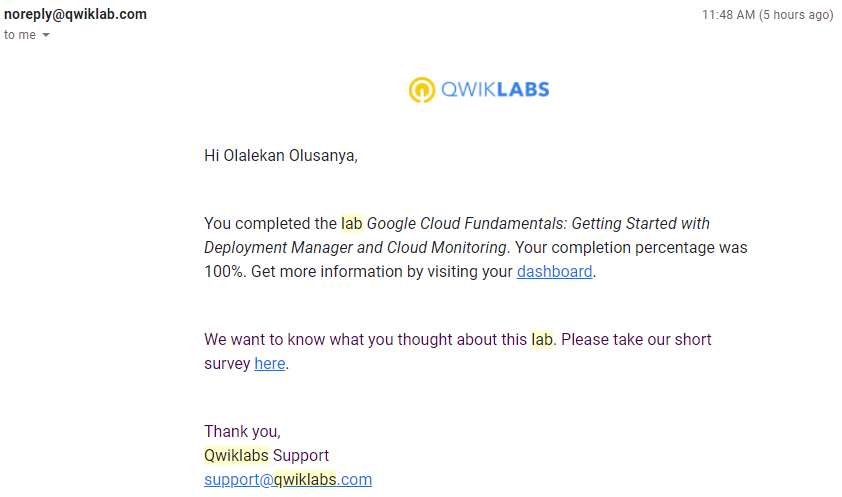 noreply@qwiklab.com 11:48 AM (5 hours ago)
to me
QWIKLABS
Hi Olalekan Olusanya,
You completed the lab Google Cloud Fundamentals: Getting Started with
Deployment Manager and Cloud Monitoring. Your completion percentage was
100%. Get more information by visiting your dashboard.
We want to know what you thought about this lab. Please take our short
survey here.
Thank you,
Qwiklabs Support
support@qwiklabs.com